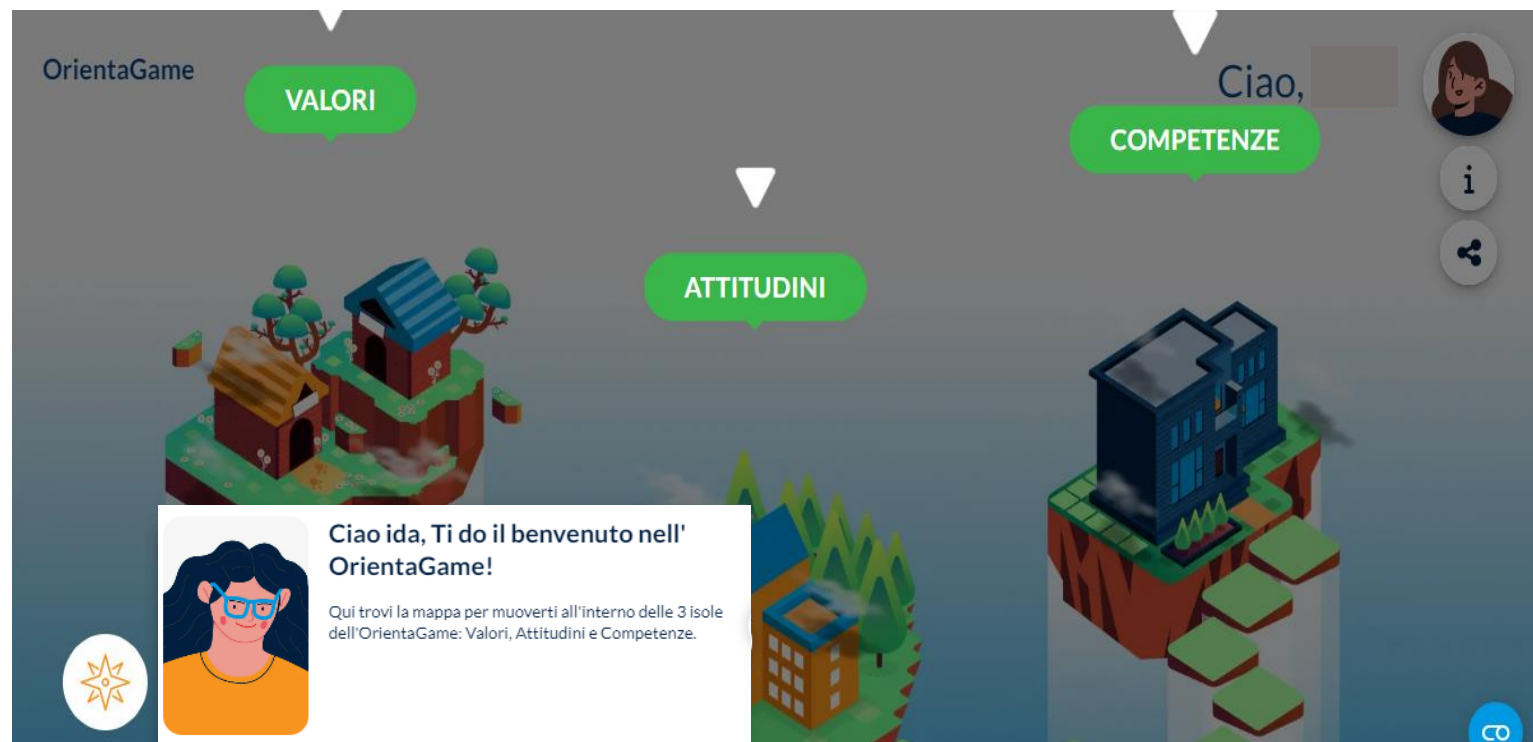 OrientaGame
VALORI
Ciao,
COMPETENZE
i
ATTITUDINI
Ciao ida, Ti do il benvenuto nell'
OrientaGame!
Qui trovi la mappa per muoverti all'interno delle 3 isole
dell'OrientaGame: Valori, Attitudini e Competenze.